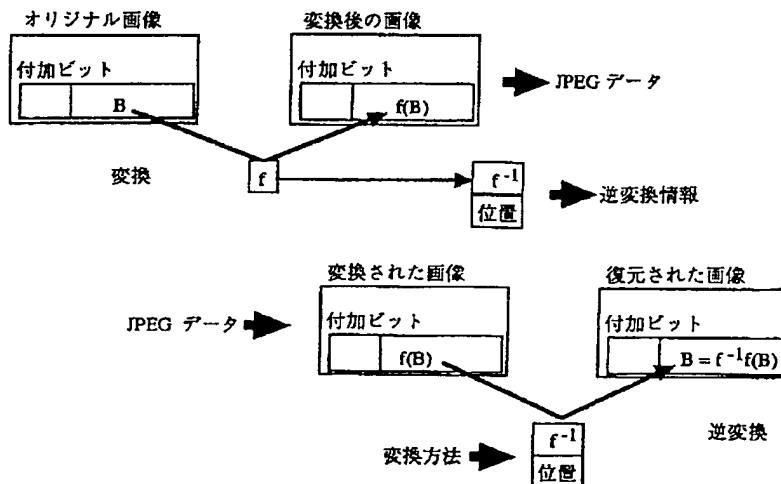 オリジナル画像
変換後の画像
付加ビット
付加ビット
B
f(B)
JPEG データ
変換
f
f⁻¹
位置
逆変換情報
変換された画像
復元された画像
JPEG データ
付加ビット
付加ビット
f(B)
B = f⁻¹f(B)
変換方法
f⁻¹
位置
逆変換